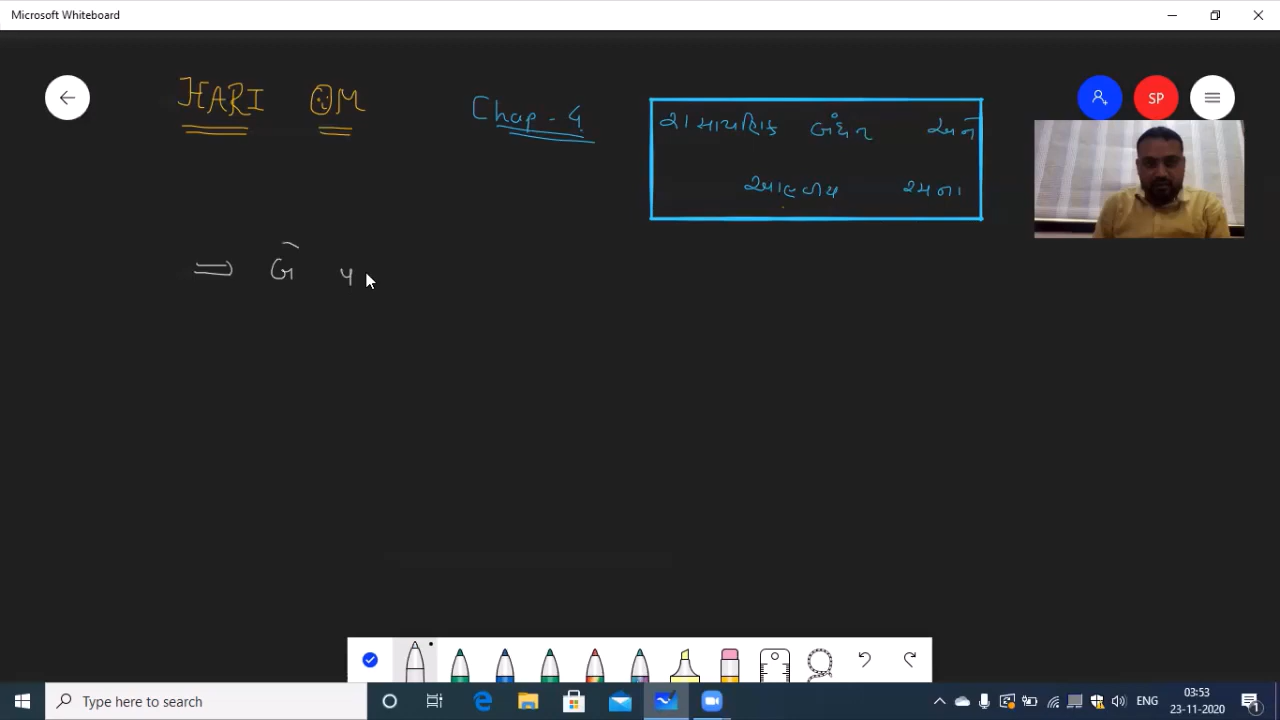 Microsoft Whiteboard
HARI OM
Chap - 4
રાસાયણિક બંધન અને
આણ્વીય રચના
SP
Type here to search
ENG
03:53
23-11-2020